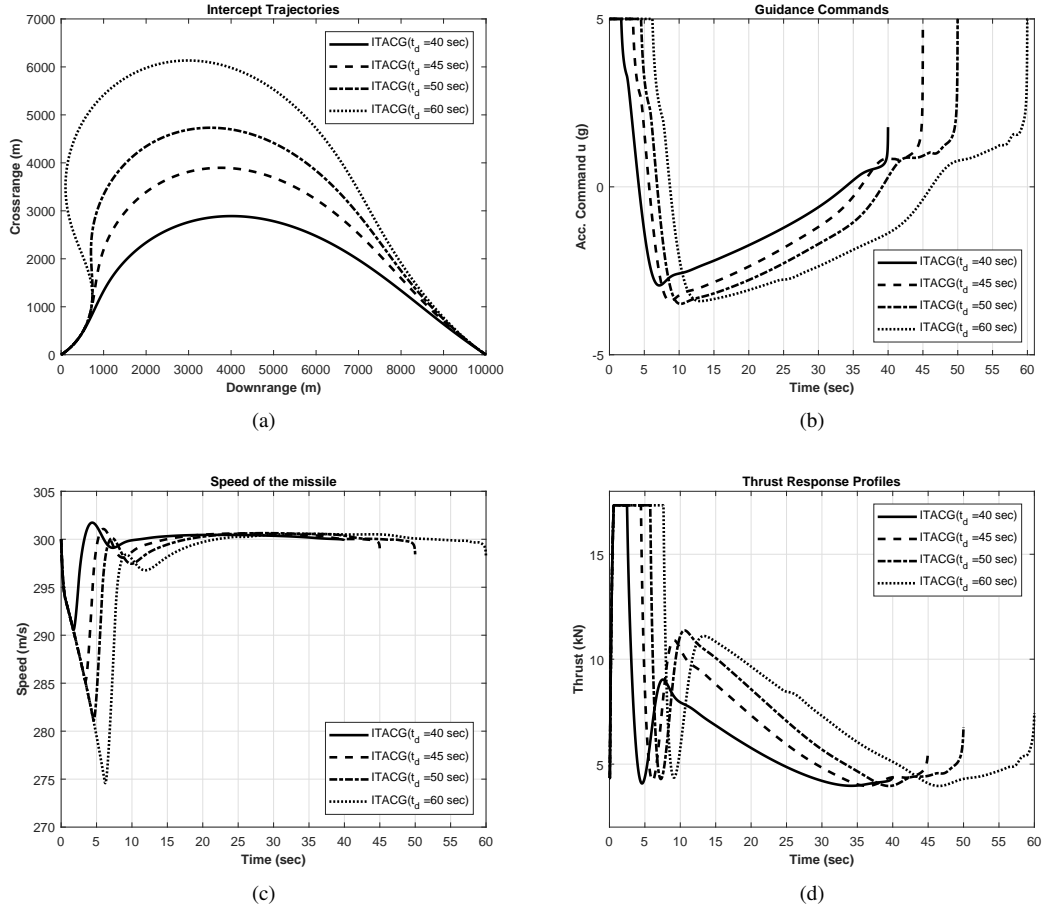 Intercept Trajectories
7000
6000
5000
4000
3000
2000
1000
0
Crossrange (m)
ITACG(t_d =40 sec)
ITACG(t_d =45 sec)
ITACG(t_d =50 sec)
ITACG(t_d =60 sec)
0 1000 2000 3000 4000 5000 6000 7000 8000 9000 10000
Downrange (m)
(a)
Guidance Commands
5
0
-5
Acc. Command u (g)
ITACG(t_d =40 sec)
ITACG(t_d =45 sec)
ITACG(t_d =50 sec)
ITACG(t_d =60 sec)
0 5 10 15 20 25 30 35 40 45 50 55 60
Time (sec)
(b)
Speed of the missile
305
300
295
290
285
280
275
270
Speed (m/s)
ITACG(t_d =40 sec)
ITACG(t_d =45 sec)
ITACG(t_d =50 sec)
ITACG(t_d =60 sec)
0 5 10 15 20 25 30 35 40 45 50 55 60
Time (sec)
(c)
Thrust Response Profiles
15
10
5
Thrust (kN)
ITACG(t_d =40 sec)
ITACG(t_d =45 sec)
ITACG(t_d =50 sec)
ITACG(t_d =60 sec)
0 5 10 15 20 25 30 35 40 45 50 55 60
Time (sec)
(d)